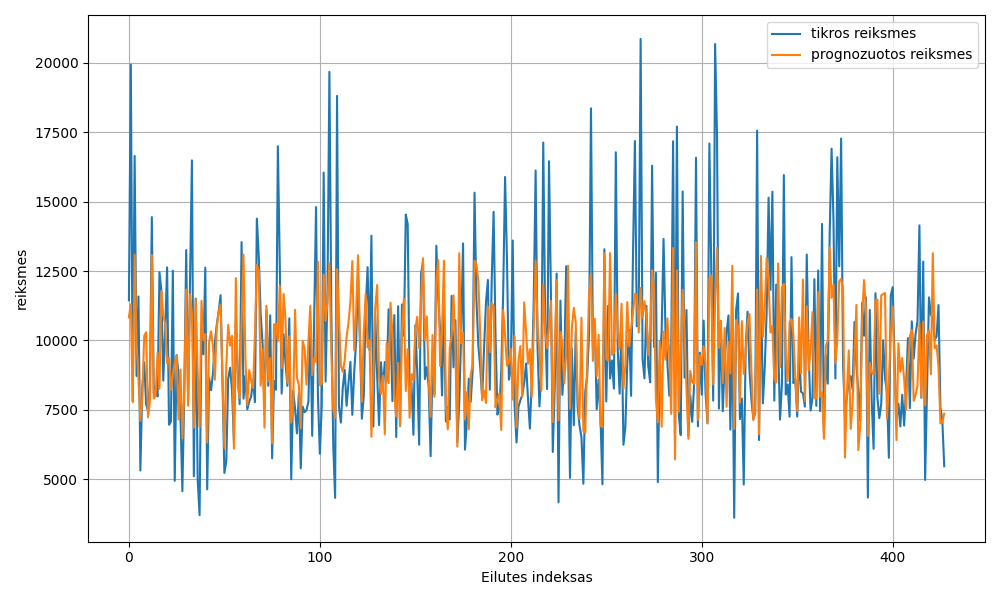 tikros reiksmes
prognozuotos reiksmes
reiksmes
20000
17500
15000
12500
10000
7500
5000
0 100 200 300 400
Eilutes indeksas